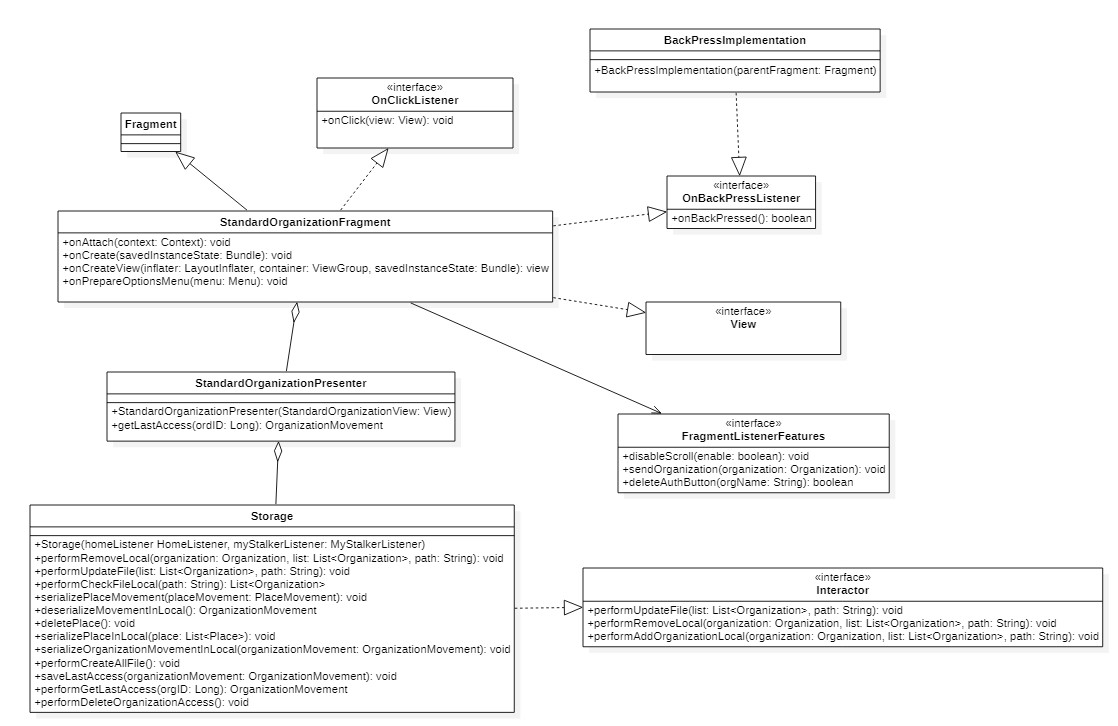 BackPressImplementation
+BackPressImplementation(parentFragment: Fragment)
«interface»
OnClickListener
+onClick(view: View): void
Fragment
«interface»
OnBackPressListener
+onBackPressed(): boolean
StandardOrganizationFragment
+onAttach(context: Context): void
+onCreate(savedInstanceState: Bundle): void
+onCreateView(inflater: LayoutInflater, container: ViewGroup, savedInstanceState: Bundle): view
+onPrepareOptionsMenu(menu: Menu): void
«interface»
View
StandardOrganizationPresenter
+StandardOrganizationPresenter(StandardOrganizationView: View)
+getLastAccess(ordID: Long): OrganizationMovement
«interface»
FragmentListenerFeatures
+disableScroll(enable: boolean): void
+sendOrganization(organization: Organization): void
+deleteAuthButton(orgName: String): boolean
Storage
+Storage(homeListener HomeListener, myStalkerListener: MyStalkerListener)
+performRemoveLocal(organization: Organization, list: List<Organization>, path: String): void
+performUpdateFile(list: List<Organization>, path: String): void
+performCheckFileLocal(path: String): List<Organization>
+serializePlaceMovement(placeMovement: PlaceMovement): void
+deserializeMovementInLocal(): OrganizationMovement
+deletePlace(): void
+serializePlaceInLocal(place: List<Place>): void
+serializeOrganizationMovementInLocal(organizationMovement: OrganizationMovement): void
+performCreateAllFile(): void
+saveLastAccess(organizationMovement: OrganizationMovement): void
+performGetLastAccess(orgID: Long): OrganizationMovement
+performDeleteOrganizationAccess(): void
«interface»
Interactor
+performUpdateFile(list: List<Organization>, path: String): void
+performRemoveLocal(organization: Organization, list: List<Organization>, path: String): void
+performAddOrganizationLocal(organization: Organization, list: List<Organization>, path: String): void